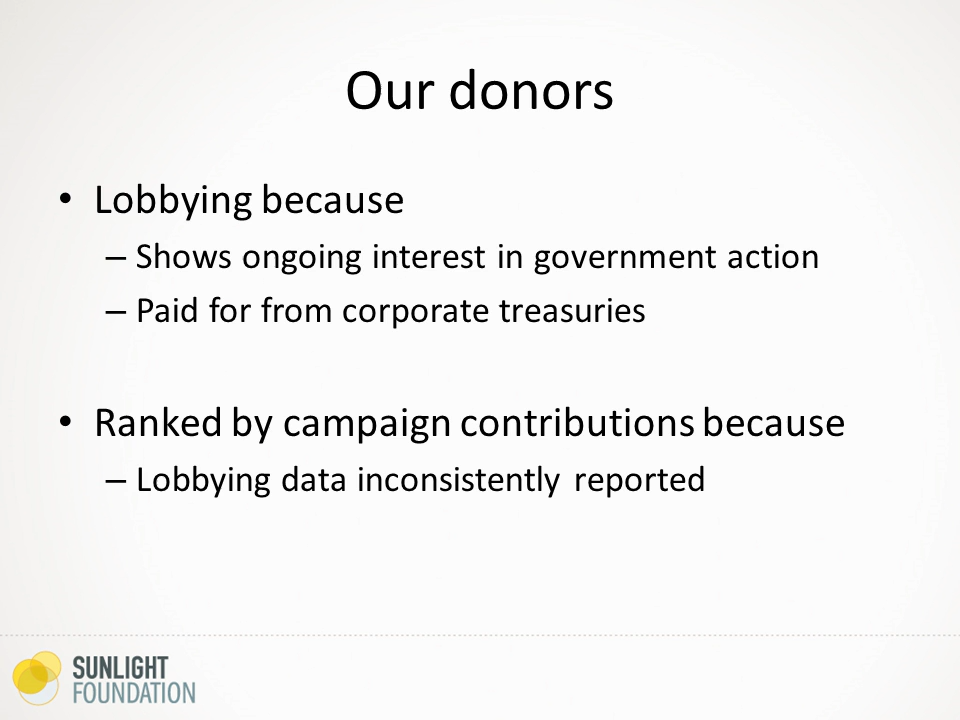 Our donors
• Lobbying because
– Shows ongoing interest in government action
– Paid for from corporate treasuries
• Ranked by campaign contributions because
– Lobbying data inconsistently reported
SUNLIGHT
FOUNDATION